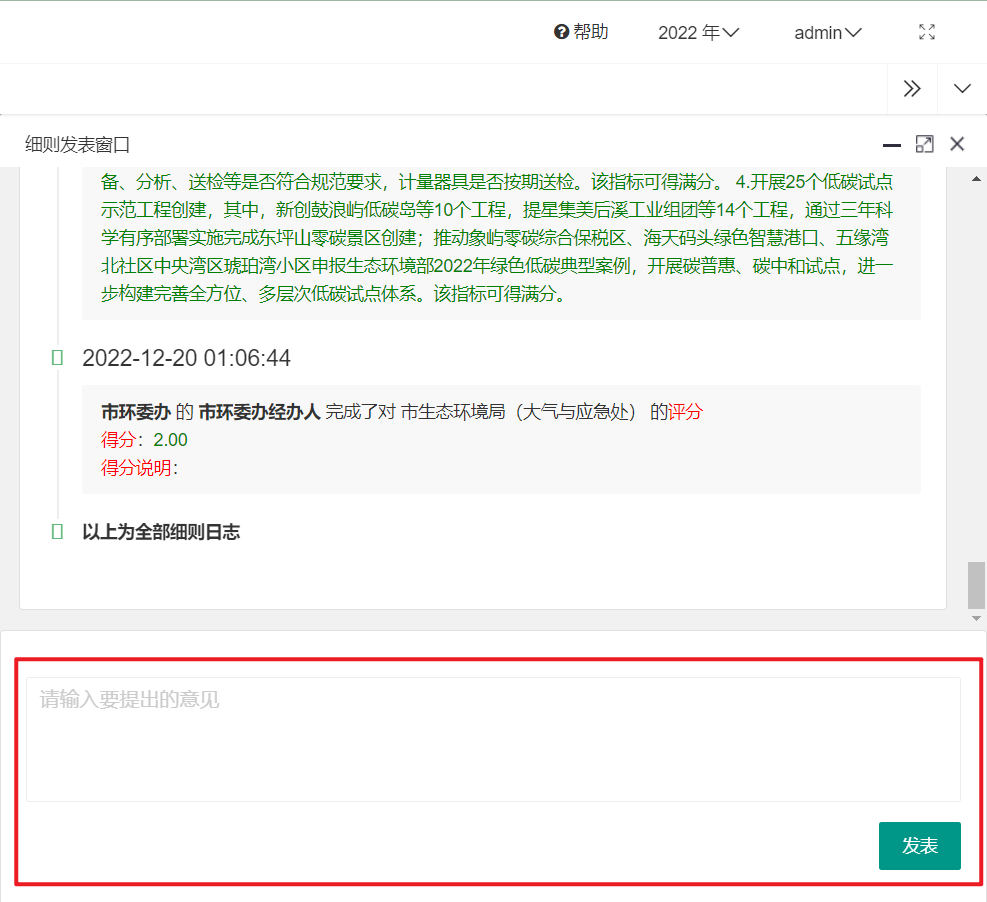 帮助
2022 年
admin
细则发表窗口
备、分析、送检等是否符合规范要求，计量器具是否按期送检。该指标可得满分。 4.开展25个低碳试点
示范工程创建，其中，新创鼓浪屿低碳岛等10个工程，提星集美后溪工业组团等14个工程，通过三年科
学有序部署实施完成东坪山零碳景区创建；推动象屿零碳综合保税区、海天码头绿色智慧港口、五缘湾
北社区中央湾区琥珀湾小区申报生态环境部2022年绿色低碳典型案例，开展碳普惠、碳中和试点，进一
步构建完善全方位、多层次低碳试点体系。该指标可得满分。
2022-12-20 01:06:44
市环委办 的 市环委办经办人 完成了对 市生态环境局（大气与应急处） 的评分
得分：2.00
得分说明：
以上为全部细则日志
请输入要提出的意见
发表